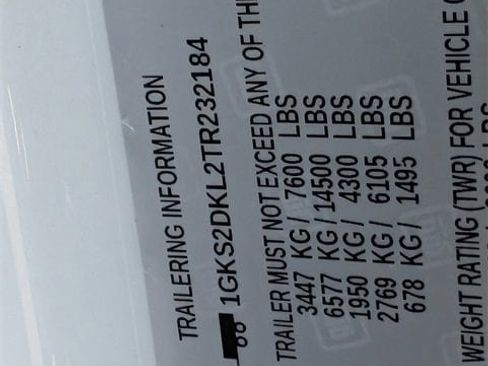 TRAILERING INFORMATION
1GKS2DKL2TR232184
TRAILER MUST NOT EXCEED ANY OF
3447 KG / 7600 LBS
6577 KG / 14500 LBS
1950 KG / 4300 LBS
2769 KG / 6105 LBS
678 KG / 1495 LBS
WEIGHT RATING (TWR) FOR VEHICLE
LBS